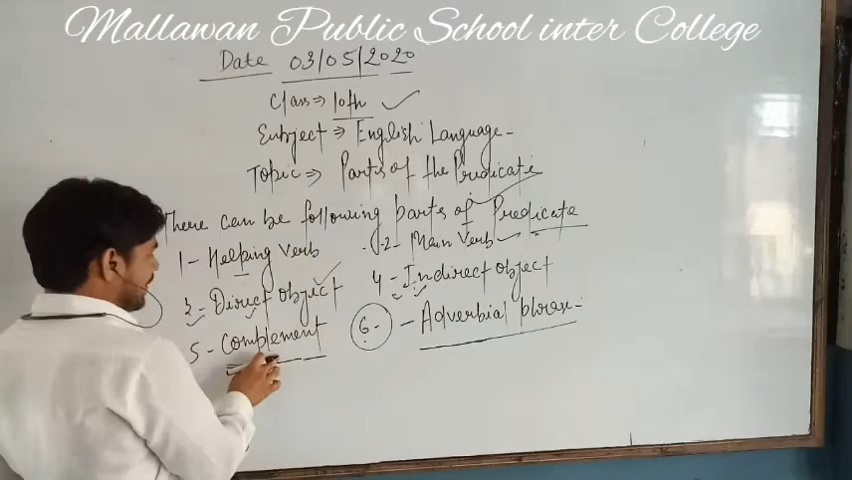 Mallawan Public School inter College
Date 03/05/2020
Class ⇒ 10th ✓
Subject ⇒ English Language -
Topic ⇒ Parts of the Predicate
There can be following parts of Predicate
1 - Helping verb 2 - Main Verb
3 - Direct object 4 - Indirect object
5 - Complement 6 - Adverbial phrase -